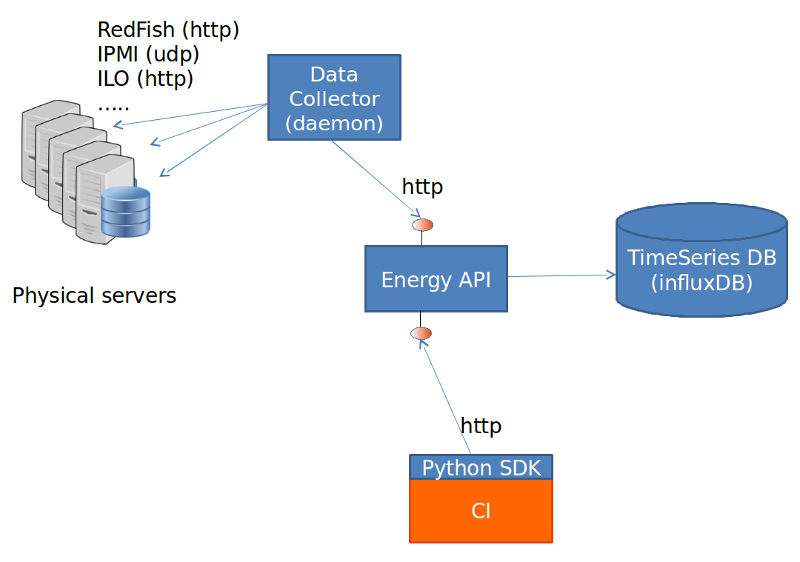 RedFish (http)
IPMI (udp)
ILO (http)
.....
Data
Collector
(daemon)
http
TimeSeries DB
(influxDB)
Energy API
Physical servers
http
Python SDK
CI